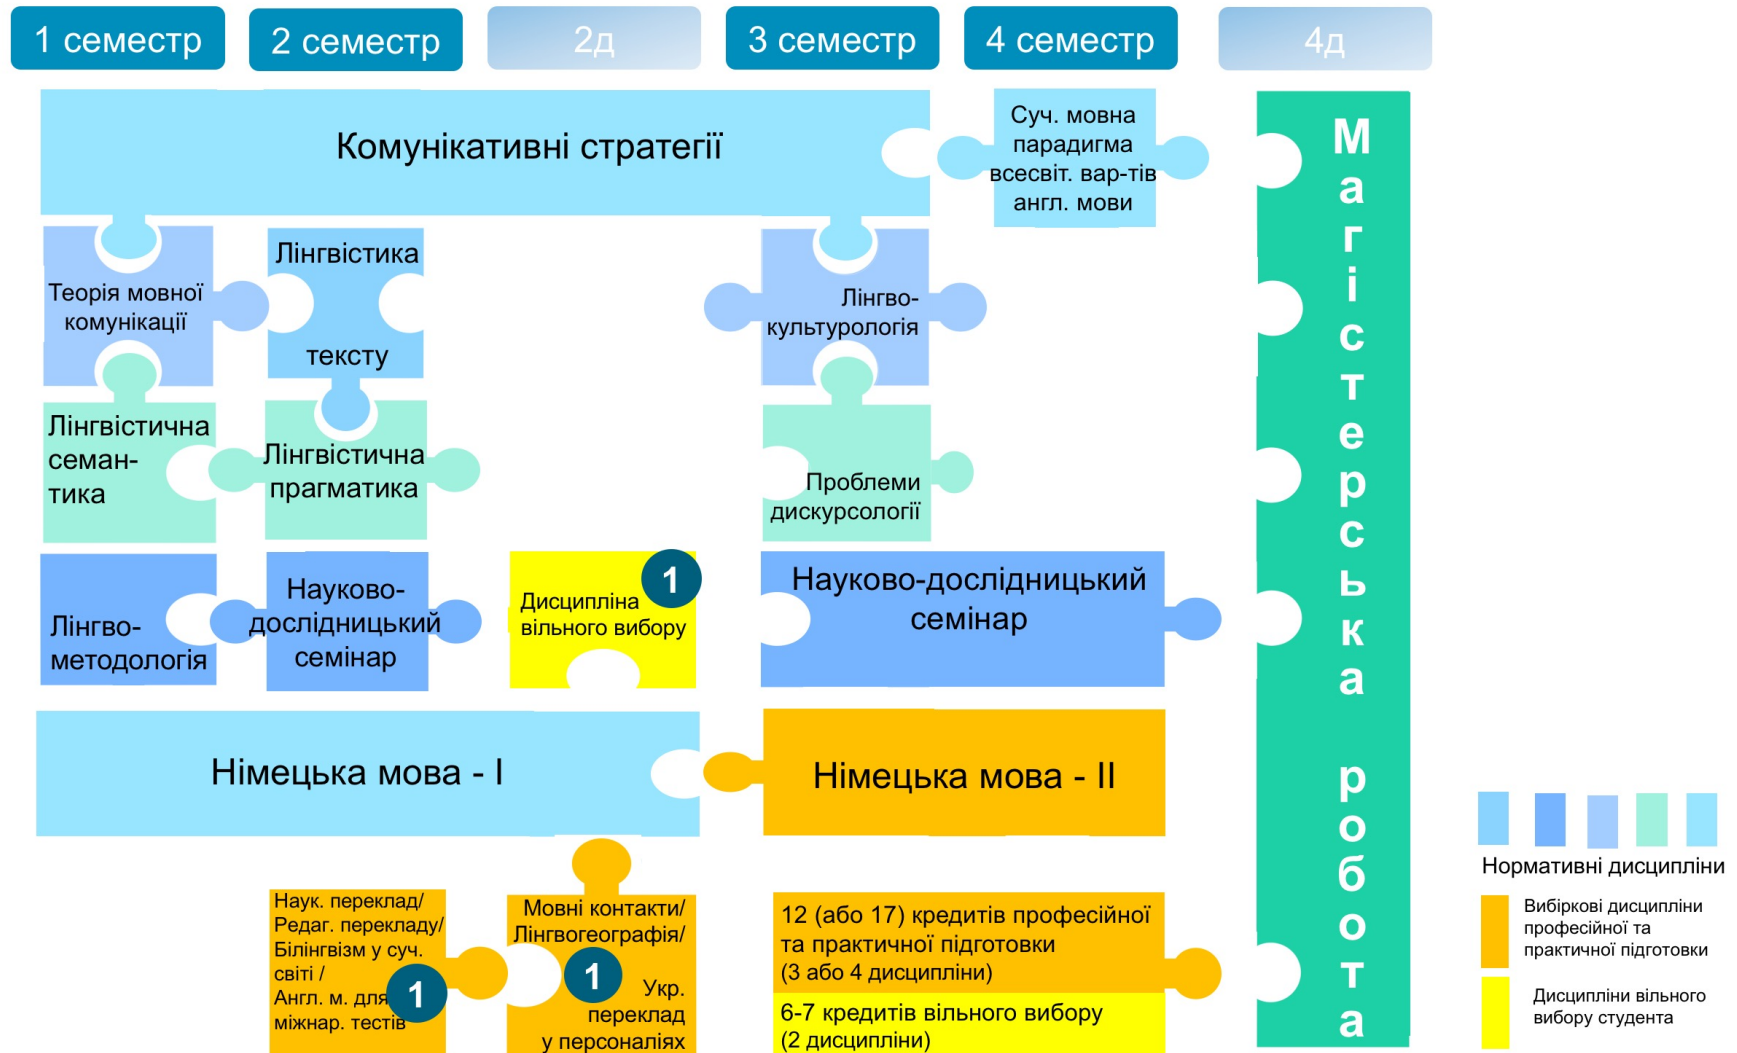 1 семестр
2 семестр
2д
3 семестр
4 семестр
4д
Комунікативні стратегії
Суч. мовна
парадигма
всесвіт. вар-тів
англ. мови
Теорія мовної
комунікації
Лінгвістика
тексту
Лінгво-
культурологія
Лінгвістична
семан-
тика
Лінгвістична
прагматика
Проблеми
дискурсології
Лінгво-
методологія
Науково-
дослідницький
семінар
1
Дисципліна
вільного вибору
Науково-дослідницький
семінар
Німецька мова - I
Німецька мова - II
Наук. переклад/
Редаг. перекладу/
Білінгвізм у суч.
світі /
Англ. м. для
міжнар. тестів
1
Мовні контакти/
Лінгвогеографія/
1
Укр.
переклад
у персоналіях
12 (або 17) кредитів професійної
та практичної підготовки
(3 або 4 дисципліни)
6-7 кредитів вільного вибору
(2 дисципліни)
Магістерська робота
Нормативні дисципліни
Вибіркові дисципліни
професійної та
практичної підготовки
Дисципліни вільного
вибору студента